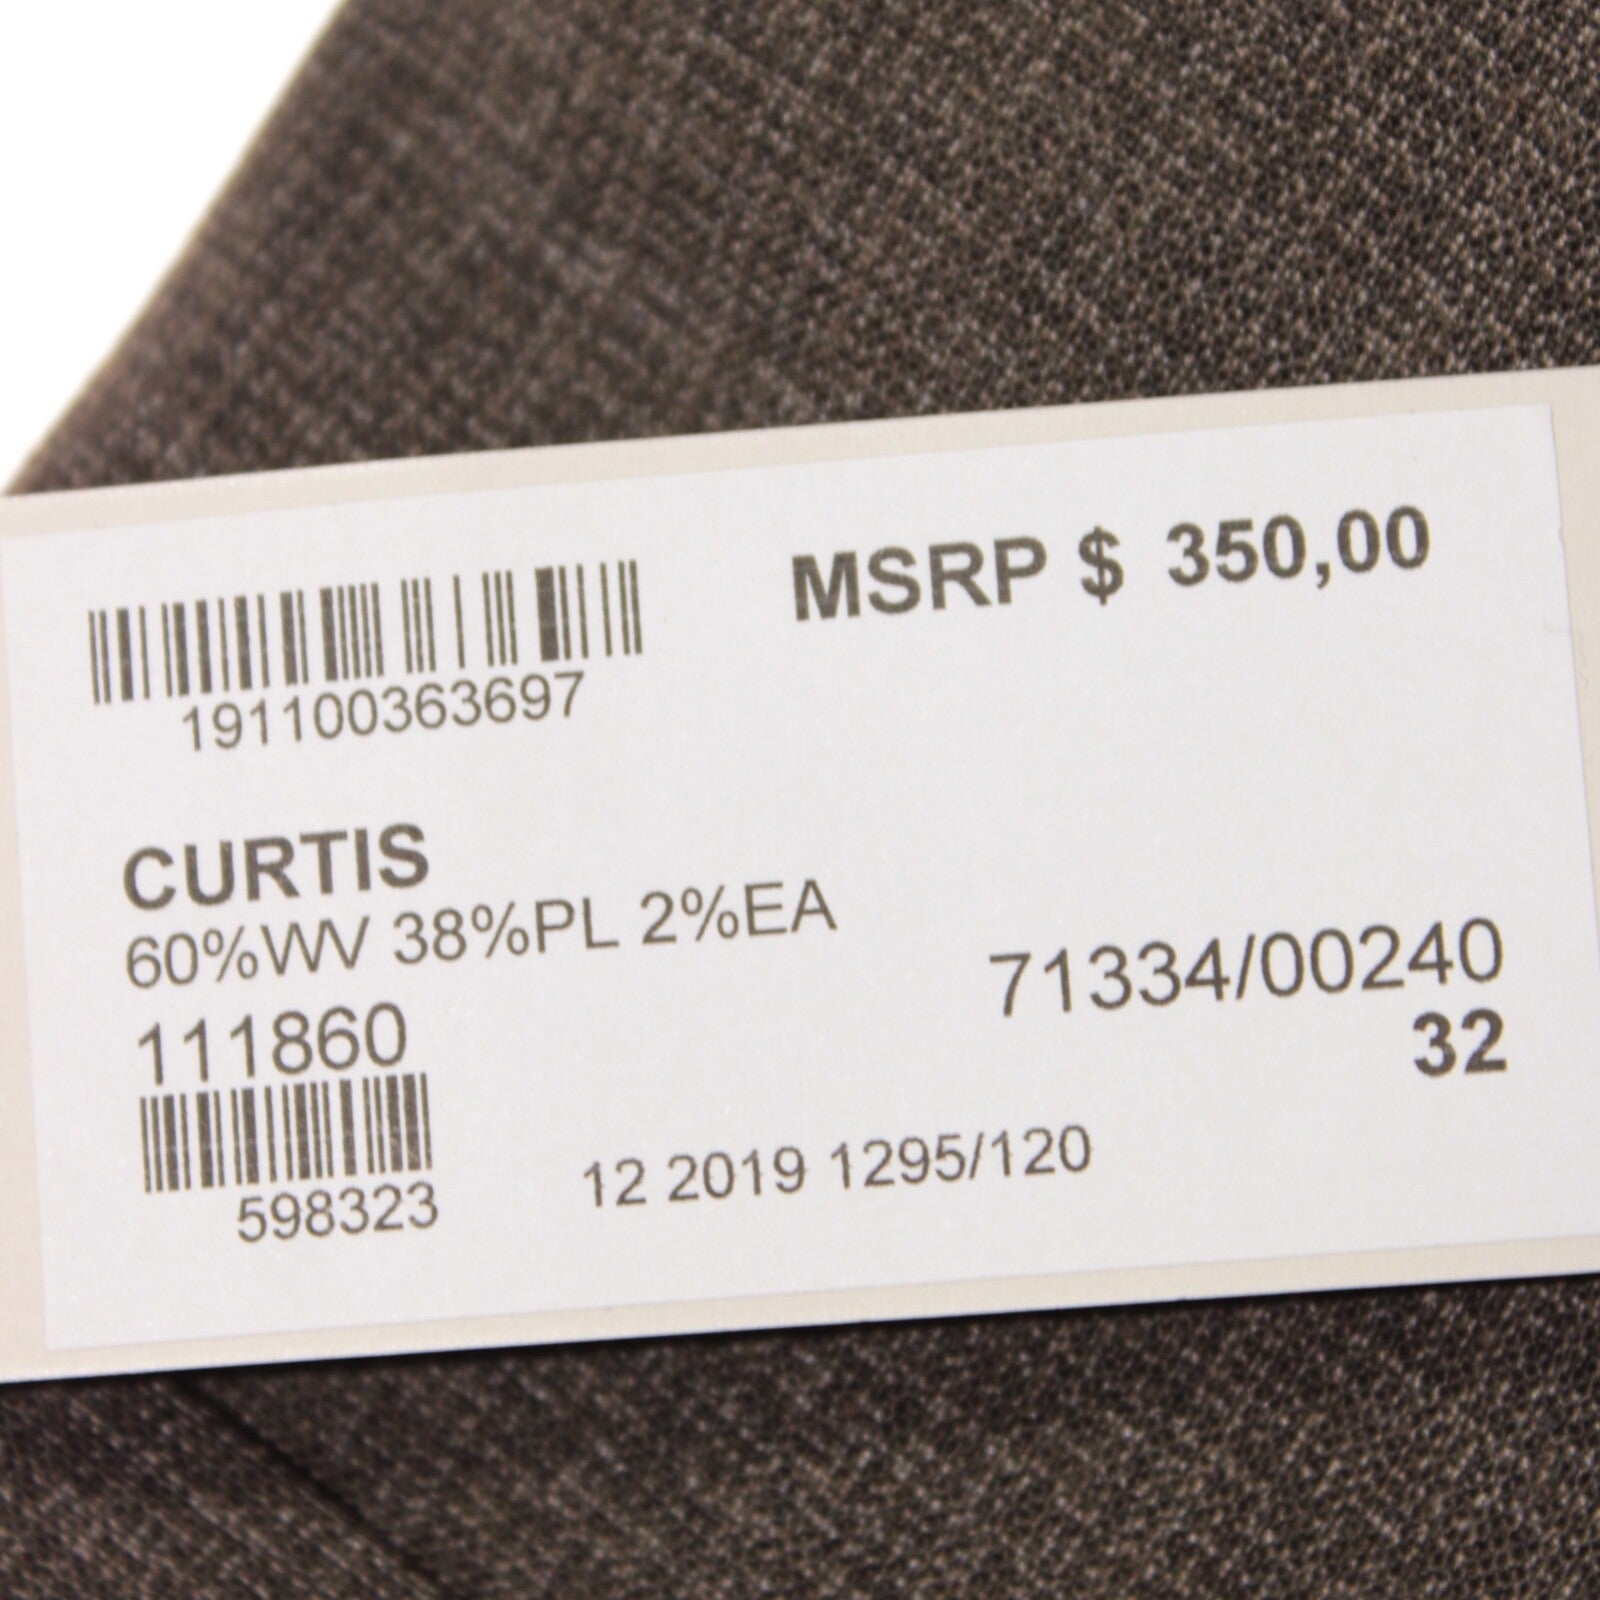 MSRP $ 350,00
191100363697
CURTIS
60%WV 38%PL 2%EA
71334/00240
111860
32
12 2019 1295/120
598323